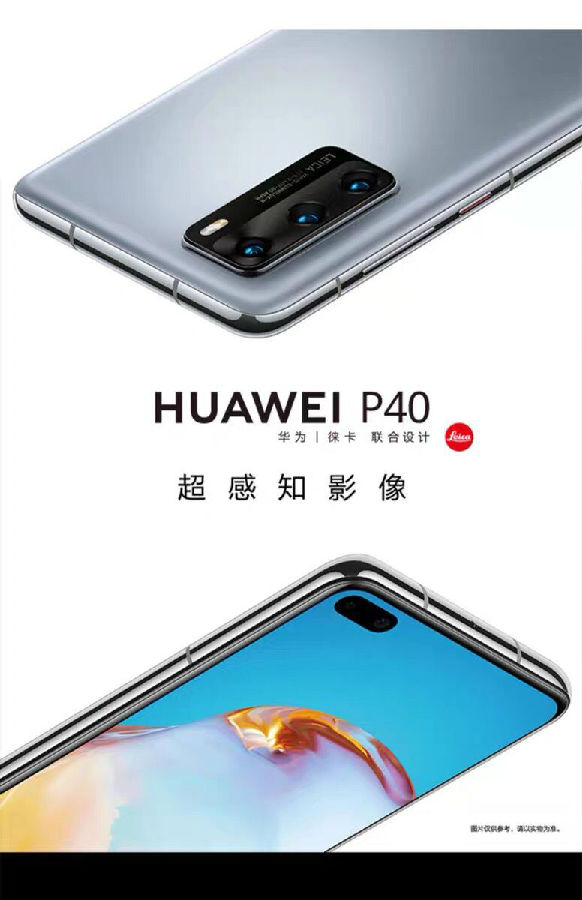 LEICA
HUAWEI P40
华为 | 徕卡 联合设计
Leica
超感知影像
图片仅供参考，请以实物为准。